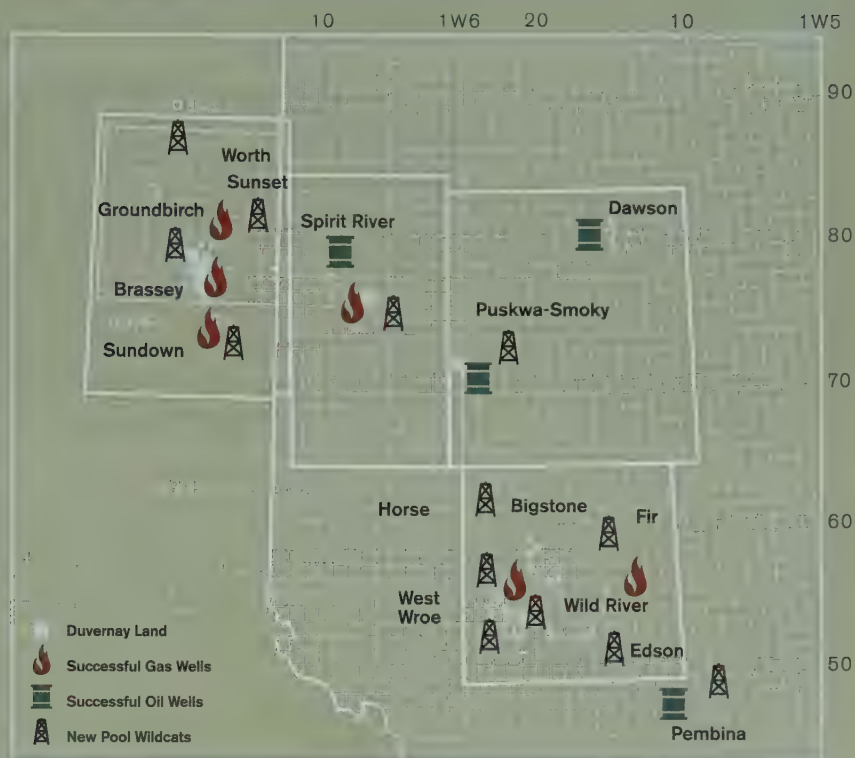 10 1W6 20 10 1W5
90
Worth
Sunset
Groundbirch
Spirit River
Dawson
80
Brassey
Puskwa-Smoky
Sundown
70
Horse
Bigstone
Fir
60
West
Wroe
Wild River
Duvernay Land
Edson
50
Successful Gas Wells
Successful Oil Wells
Pembina
New Pool Wildcats